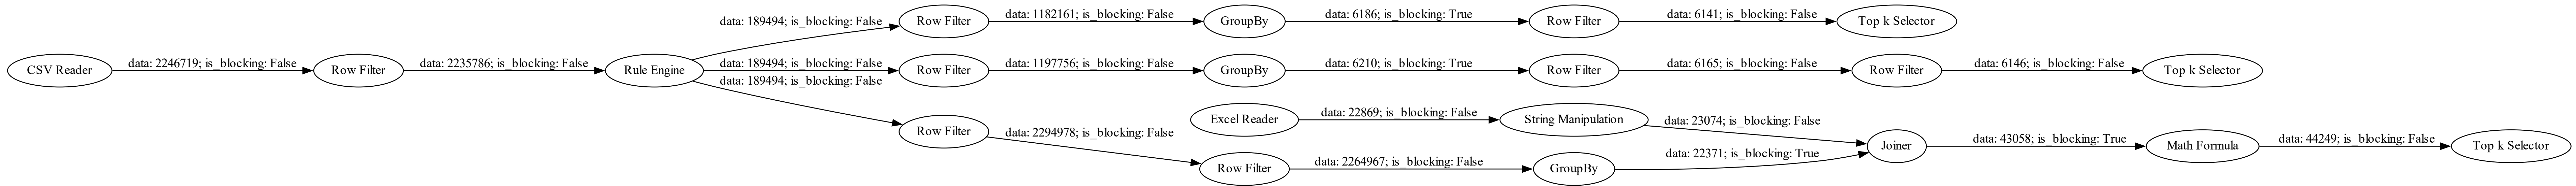 data: 189494; is_blocking: False
Row Filter
data: 1182161; is_blocking: False
GroupBy
data: 6186; is_blocking: True
Row Filter
data: 6141; is_blocking: False
Top k Selector
CSV Reader
data: 2246719; is_blocking: False
Row Filter
data: 2235786; is_blocking: False
Rule Engine
data: 189494; is_blocking: False
Row Filter
data: 1197756; is_blocking: False
GroupBy
data: 6210; is_blocking: True
Row Filter
data: 6165; is_blocking: False
Row Filter
data: 6146; is_blocking: False
Top k Selector
data: 189494; is_blocking: False
Row Filter
data: 2294978; is_blocking: False
Excel Reader
data: 22869; is_blocking: False
String Manipulation
data: 23074; is_blocking: False
Row Filter
data: 2264967; is_blocking: False
GroupBy
data: 22371; is_blocking: True
Joiner
data: 43058; is_blocking: True
Math Formula
data: 44249; is_blocking: False
Top k Selector